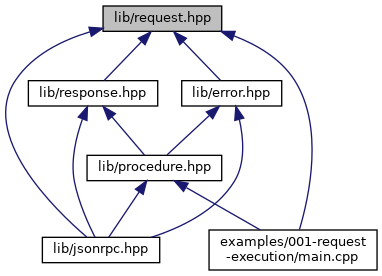 lib/request.hpp
lib/response.hpp
lib/error.hpp
lib/procedure.hpp
lib/jsonrpc.hpp
examples/001-request
-execution/main.cpp